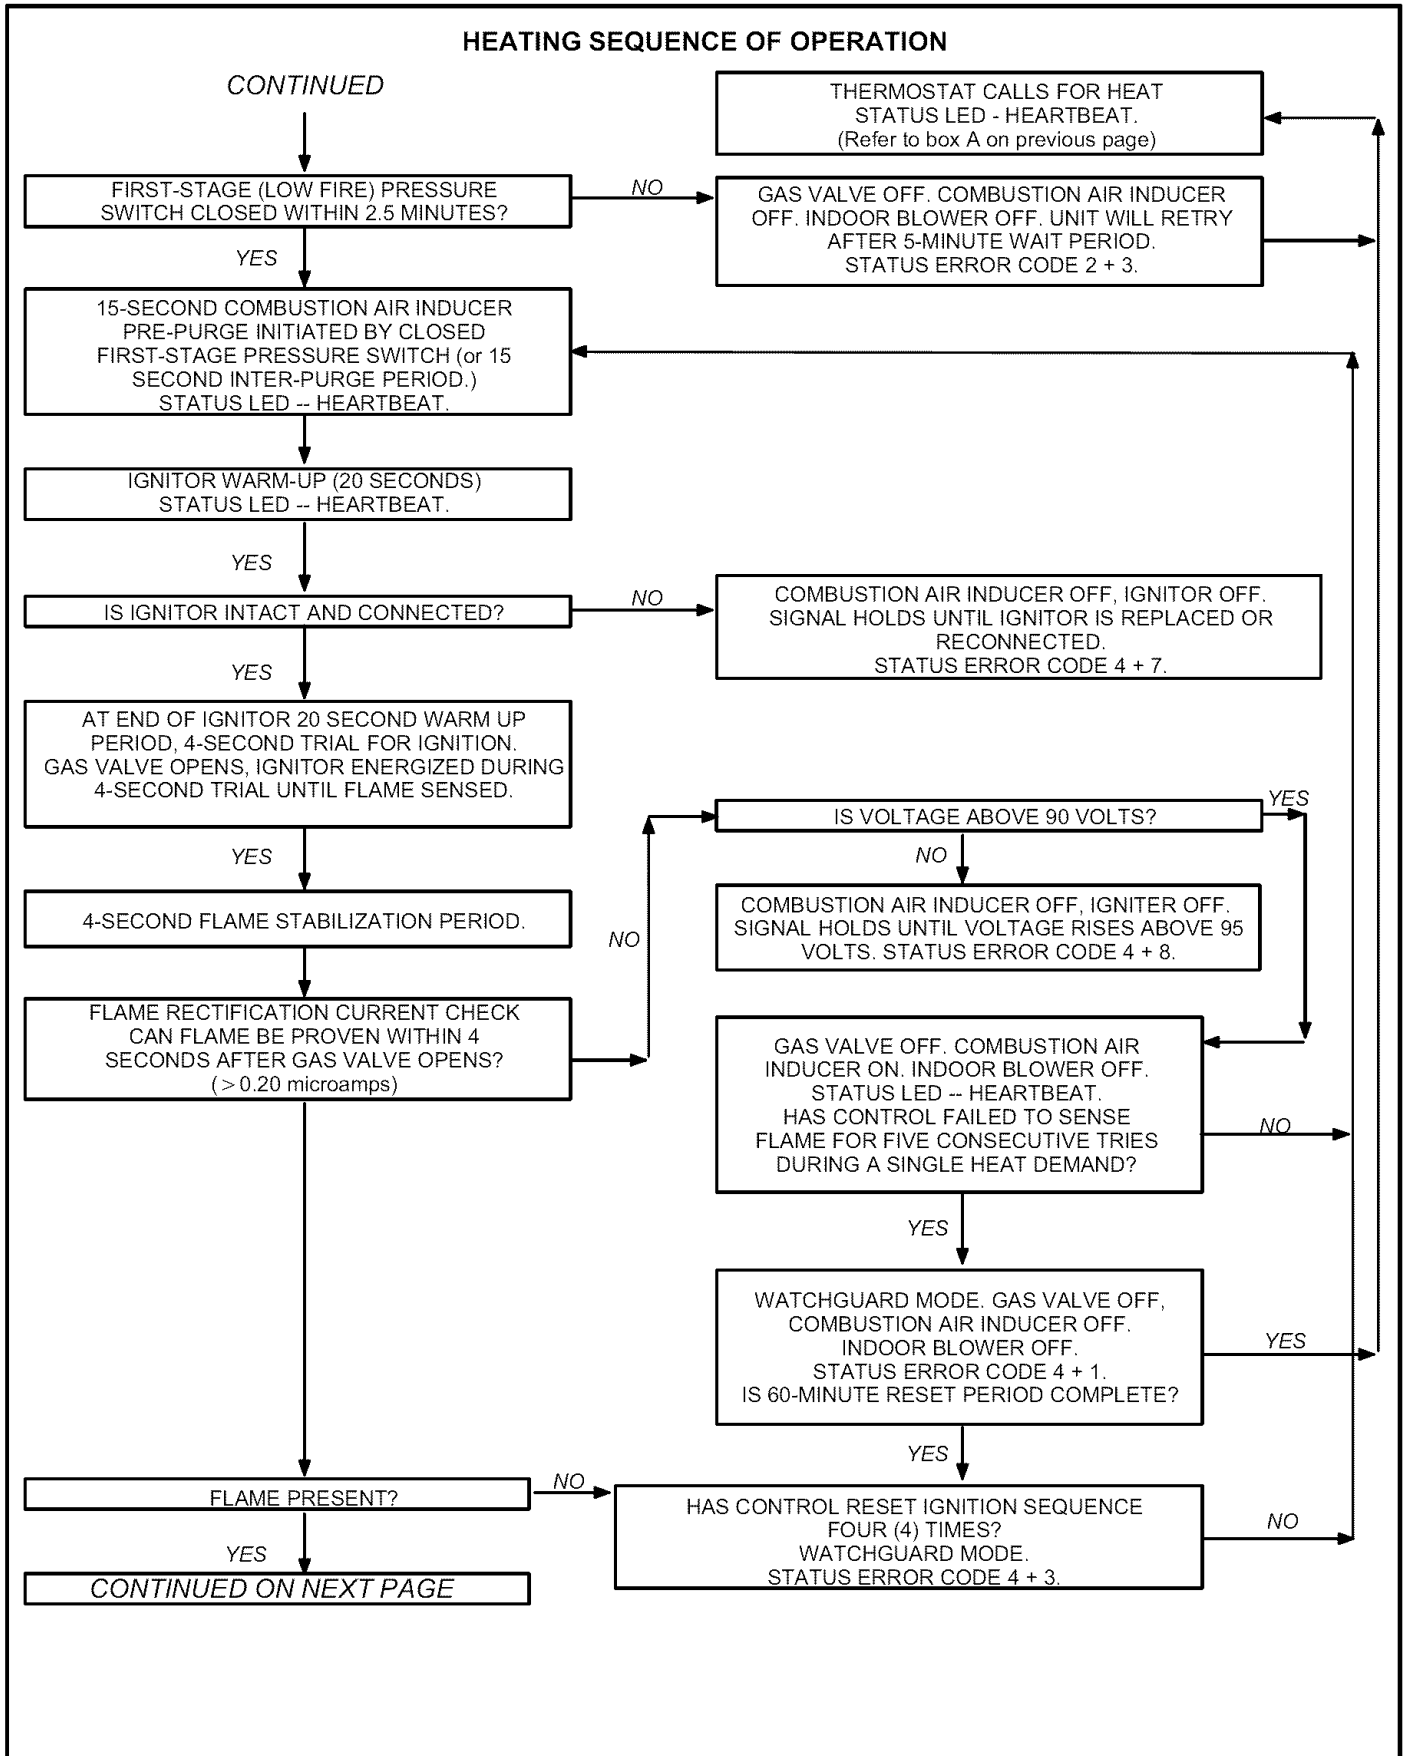 HEATING SEQUENCE OF OPERATION
CONTINUED
THERMOSTAT CALLS FOR HEAT
STATUS LED - HEARTBEAT.
(Refer to box A on previous page)
FIRST-STAGE (LOW FIRE) PRESSURE
SWITCH CLOSED WITHIN 2.5 MINUTES?
NO
GAS VALVE OFF. COMBUSTION AIR INDUCER
OFF. INDOOR BLOWER OFF. UNIT WILL RETRY
AFTER 5-MINUTE WAIT PERIOD.
STATUS ERROR CODE 2 + 3.
YES
15-SECOND COMBUSTION AIR INDUCER
PRE-PURGE INITIATED BY CLOSED
FIRST-STAGE PRESSURE SWITCH (or 15
SECOND INTER-PURGE PERIOD.)
STATUS LED -- HEARTBEAT.
IGNITOR WARM-UP (20 SECONDS)
STATUS LED -- HEARTBEAT.
YES
IS IGNITOR INTACT AND CONNECTED?
NO
COMBUSTION AIR INDUCER OFF, IGNITOR OFF.
SIGNAL HOLDS UNTIL IGNITOR IS REPLACED OR
RECONNECTED.
STATUS ERROR CODE 4 + 7.
YES
AT END OF IGNITOR 20 SECOND WARM UP
PERIOD, 4-SECOND TRIAL FOR IGNITION.
GAS VALVE OPENS, IGNITOR ENERGIZED DURING
4-SECOND TRIAL UNTIL FLAME SENSED.
YES
4-SECOND FLAME STABILIZATION PERIOD.
FLAME RECTIFICATION CURRENT CHECK
CAN FLAME BE PROVEN WITHIN 4
SECONDS AFTER GAS VALVE OPENS?
(>0.20 microamps)
NO
IS VOLTAGE ABOVE 90 VOLTS?
YES
NO
COMBUSTION AIR INDUCER OFF, IGNITER OFF.
SIGNAL HOLDS UNTIL VOLTAGE RISES ABOVE 95
VOLTS. STATUS ERROR CODE 4 + 8.
GAS VALVE OFF. COMBUSTION AIR
INDUCER ON. INDOOR BLOWER OFF.
STATUS LED -- HEARTBEAT.
HAS CONTROL FAILED TO SENSE
FLAME FOR FIVE CONSECUTIVE TRIES
DURING A SINGLE HEAT DEMAND?
NO
YES
WATCHGUARD MODE. GAS VALVE OFF,
COMBUSTION AIR INDUCER OFF.
INDOOR BLOWER OFF.
STATUS ERROR CODE 4 + 1.
IS 60-MINUTE RESET PERIOD COMPLETE?
YES
YES
FLAME PRESENT?
NO
HAS CONTROL RESET IGNITION SEQUENCE
FOUR (4) TIMES?
WATCHGUARD MODE.
STATUS ERROR CODE 4 + 3.
NO
YES
CONTINUED ON NEXT PAGE